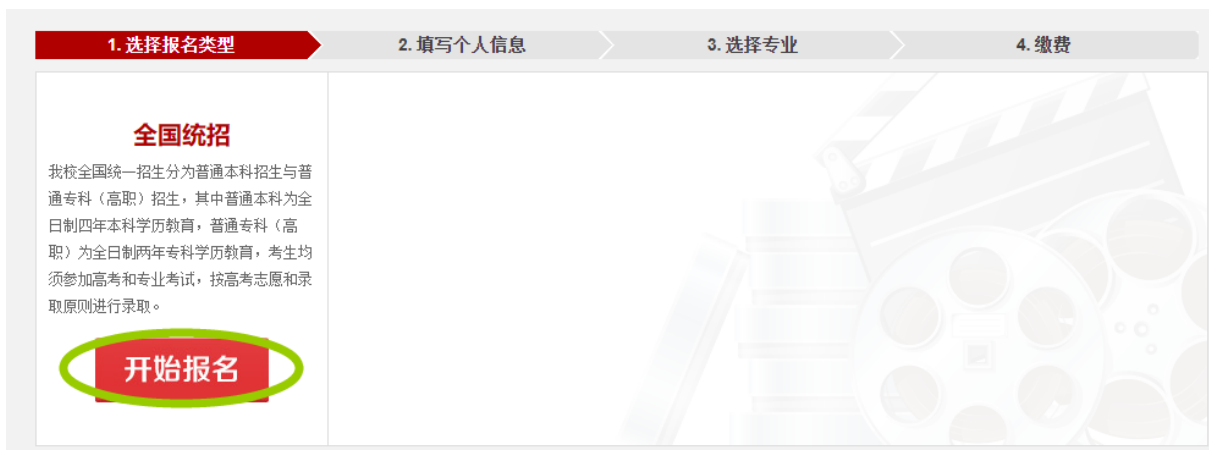 1. 选择报名类型
2. 填写个人信息
3. 选择专业
4. 缴费
全国统招
我校全国统一招生分为普通本科招生与普
通专科（高职）招生，其中普通本科为全
日制四年本科学历教育，普通专科（高
职）为全日制两年专科学历教育，考生均
须参加高考和专业考试，按高考志愿和录
取原则进行录取。
开始报名